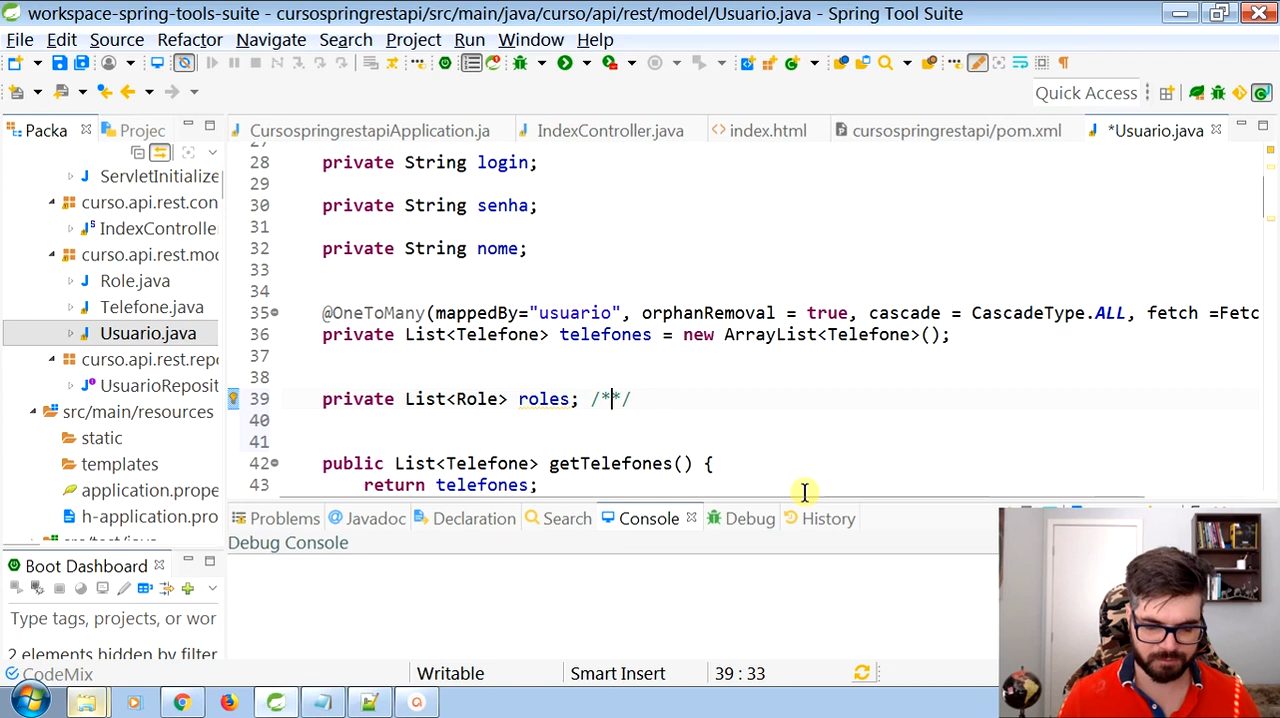 workspace-spring-tools-suite - cursospringrestapi/src/main/java/curso/api/rest/model/Usuario.java - Spring Tool Suite
File Edit Source Refactor Navigate Search Project Run Window Help
Quick Access
Packa Projec
CursospringrestapiApplication.ja IndexController.java index.html cursospringrestapi/pom.xml *Usuario.java
ServletInitialize
curso.api.rest.con
IndexControlle
curso.api.rest.mod
Role.java
Telefone.java
Usuario.java
curso.api.rest.repo
UsuarioReposit
src/main/resources
static
templates
application.prope
h-application.pro
27
28 private String login;
29
30 private String senha;
31
32 private String nome;
33
34
35 @OneToMany(mappedBy="usuario", orphanRemoval = true, cascade = CascadeType.ALL, fetch =Fetc
36 private List<Telefone> telefones = new ArrayList<Telefone>();
37
38
39 private List<Role> roles; /**/
40
41
42 public List<Telefone> getTelefones() {
43 return telefones;
Problems Javadoc Declaration Search Console Debug History
Debug Console
Boot Dashboard
Type tags, projects, or wor
2 elements hidden by filter
CodeMix Writable Smart Insert 39 : 33